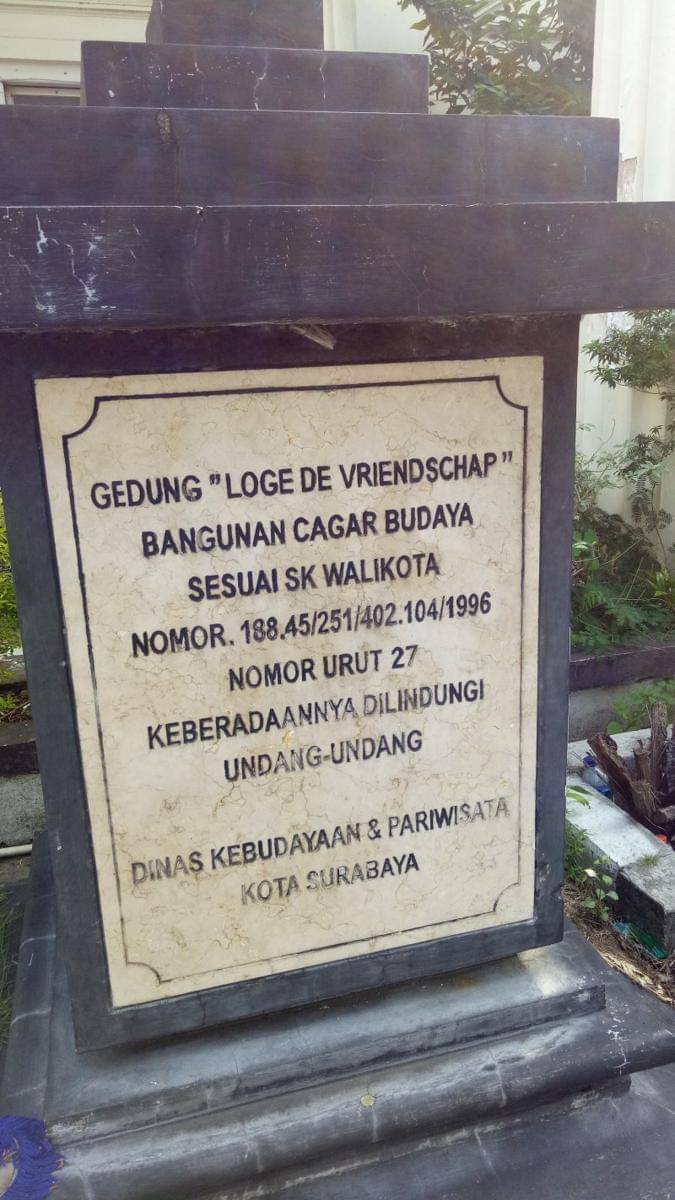 GEDUNG "LOGE DE VRIENDSCHAP"
BANGUNAN CAGAR BUDAYA
SESUAI SK WALIKOTA
NOMOR. 188.45/251/402.104/1996
NOMOR URUT 27
KEBERADAANNYA DILINDUNGI
UNDANG-UNDANG
DINAS KEBUDAYAAN & PARIWISATA
KOTA SURABAYA